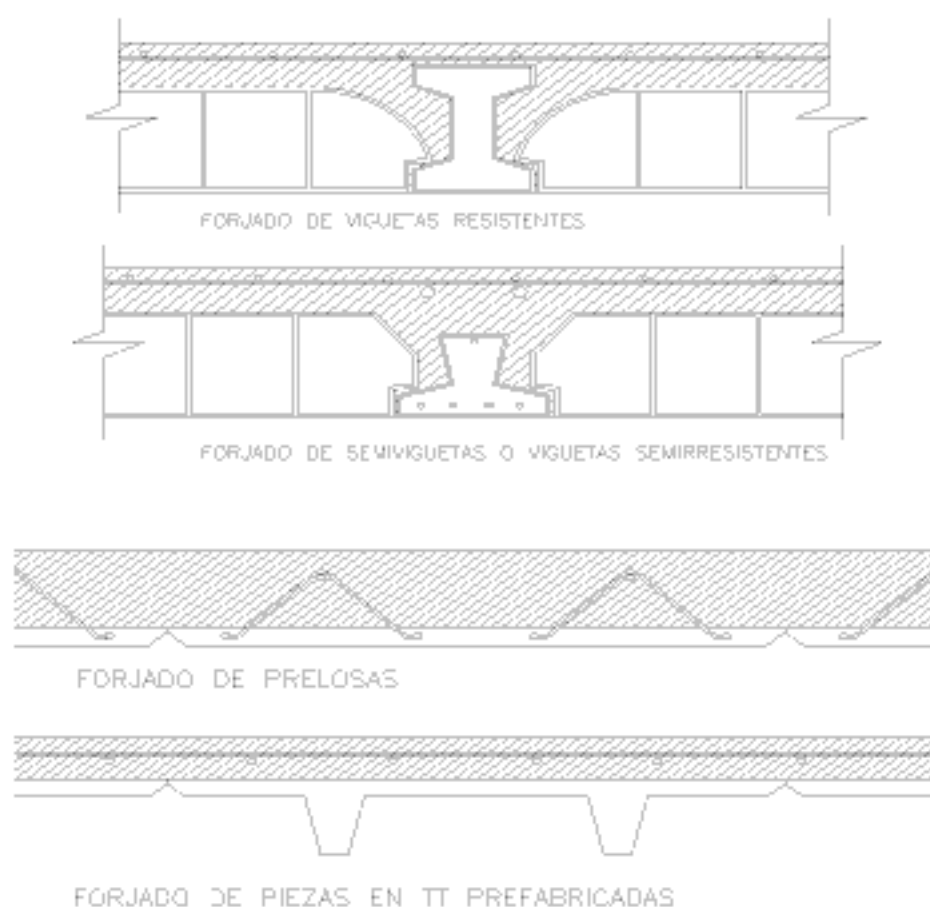 FORJADO DE VIGUETAS RESISTENTES
FORJADO DE SEMIVIGUETAS O VIGUETAS SEMIRRESISTENTES
FORJADO DE PRELOSAS
FORJADO DE PIEZAS EN TT PREFABRICADAS